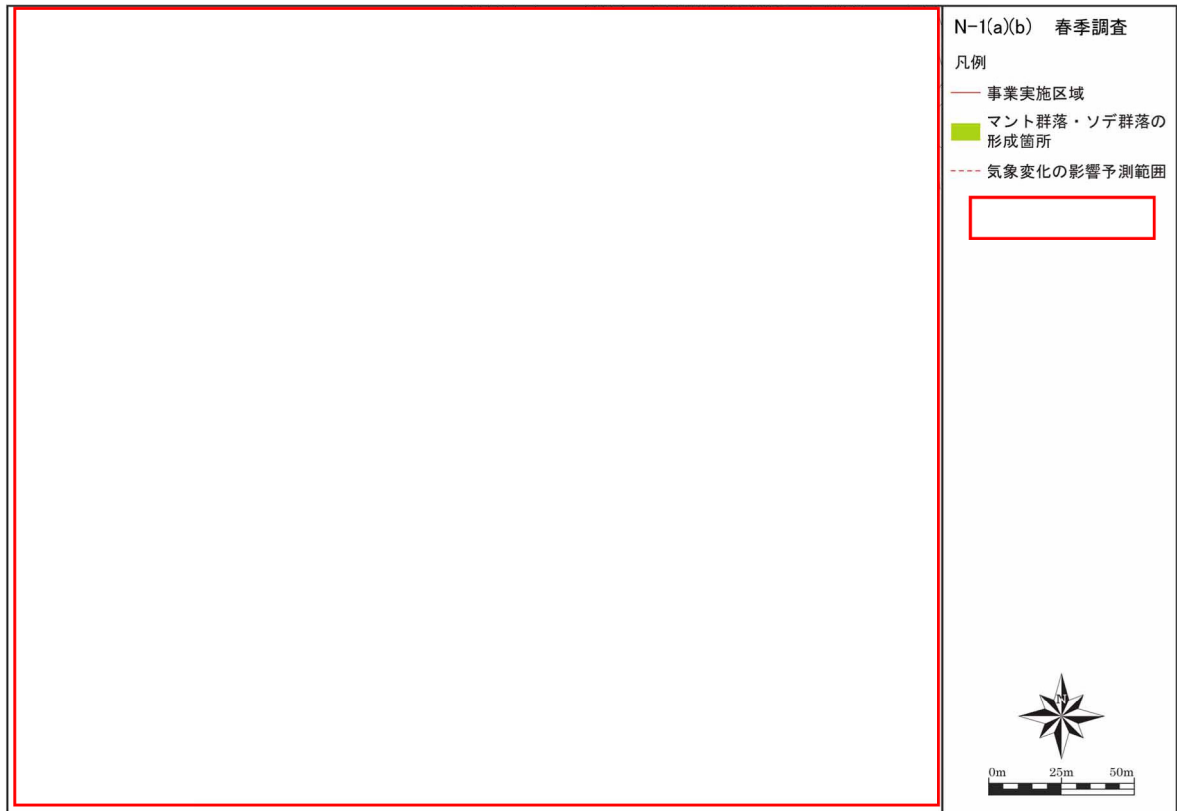 N-1(a)(b) 春季調査
凡例
事業実施区域
マント群落・ソデ群落の
形成箇所
気象変化の影響予測範囲
N
0m 25m 50m